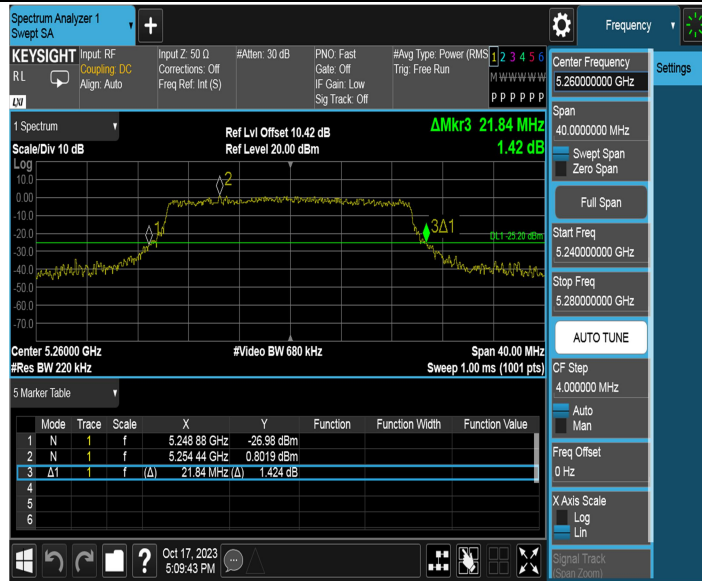 Spectrum Analyzer 1
Swept SA
+
Frequency
KEYSIGHT
RL
LXI
Input: RF
Coupling: DC
Align: Auto
Input Z: 50 Ω
Corrections: Off
Freq Ref: Int (S)
#Atten: 30 dB
PNO: Fast
Gate: Off
IF Gain: Low
Sig Track: Off
#Avg Type: Power (RMS
Trig: Free Run
1 2 3 4 5 6
M W W W W W
P P P P P P
1 Spectrum
Scale/Div 10 dB
Ref Lvl Offset 10.42 dB
Ref Level 20.00 dBm
ΔMkr3 21.84 MHz
1.42 dB
Log
10.0
0.00
-10.0
-20.0
-30.0
-40.0
-50.0
-60.0
-70.0
2
1
3Δ1
DL1 -25.20 dBm
Center 5.26000 GHz
#Res BW 220 kHz
#Video BW 680 kHz
Span 40.00 MHz
Sweep 1.00 ms (1001 pts)
5 Marker Table
Mode Trace Scale X Y Function Function Width Function Value
1 N 1 f 5.248 88 GHz -26.98 dBm
2 N 1 f 5.254 44 GHz 0.8019 dBm
3 Δ1 1 f (Δ) 21.84 MHz (Δ) 1.424 dB
4
5
6
?
Oct 17, 2023
5:09:43 PM
Center Frequency
5.260000000 GHz
Span
40.0000000 MHz
Swept Span
Zero Span
Full Span
Start Freq
5.240000000 GHz
Stop Freq
5.280000000 GHz
AUTO TUNE
CF Step
4.000000 MHz
Auto
Man
Freq Offset
0 Hz
X Axis Scale
Log
Lin
Signal Track
(Span Zoom)
Settings